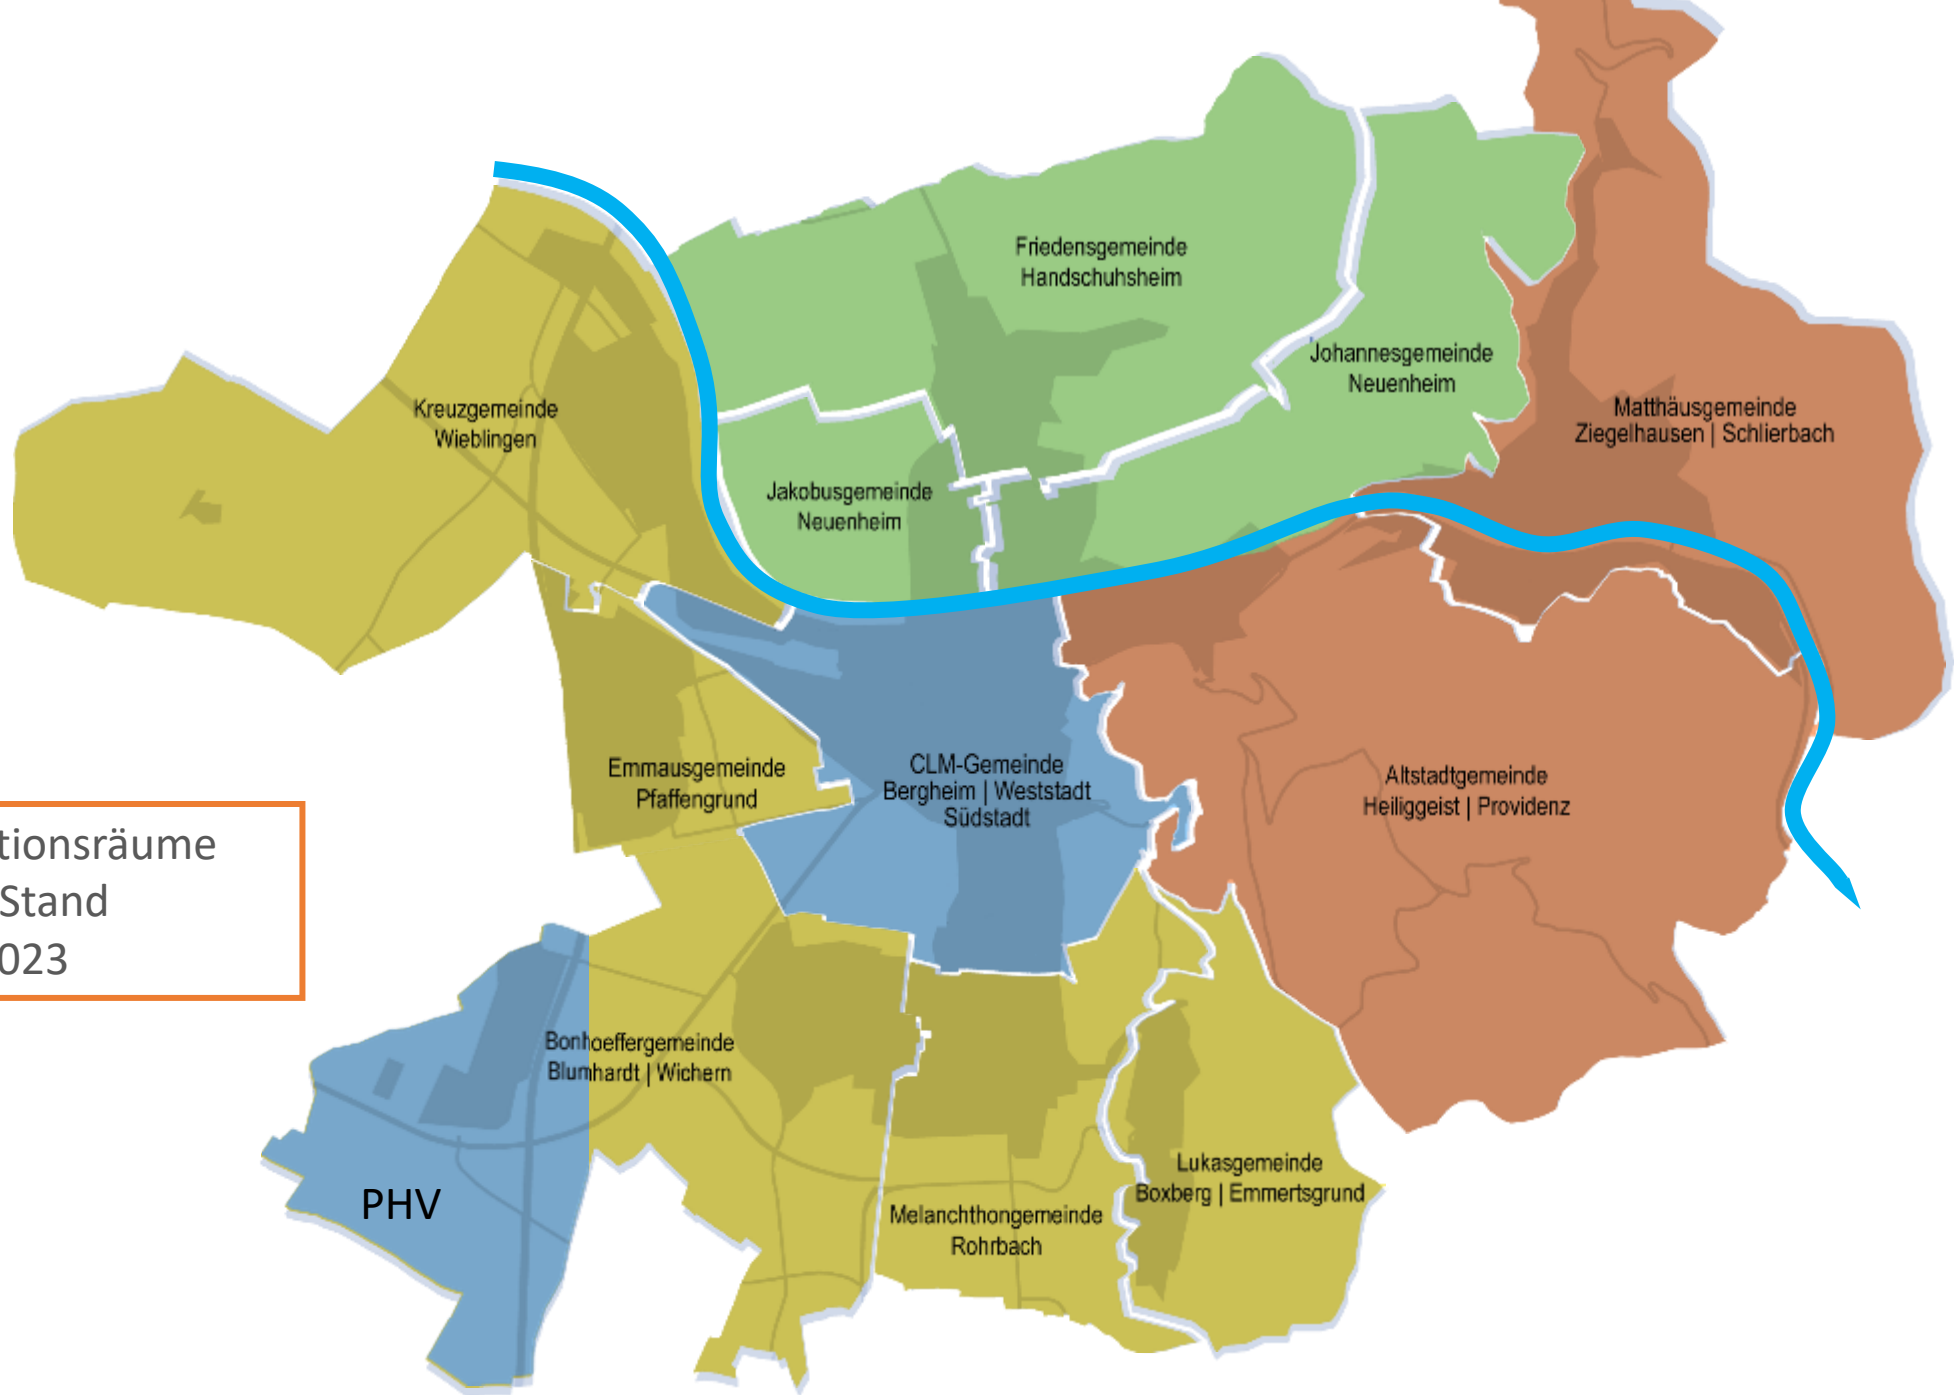 Friedensgemeinde
Handschuhsheim
Johannesgemeinde
Neuenheim
Kreuzgemeinde
Wieblingen
Matthäusgemeinde
Ziegelhausen | Schlierbach
Jakobusgemeinde
Neuenheim
Emmausgemeinde
Pfaffengrund
CLM-Gemeinde
Bergheim | Weststadt
Südstadt
Altstadtgemeinde
Heiliggeist | Providenz
tionsräume
Stand
023
Bonhoeffergemeinde
Blumhardt | Wichern
PHV
Lukasgemeinde
Boxberg | Emmertsgrund
Melanchthongemeinde
Rohrbach